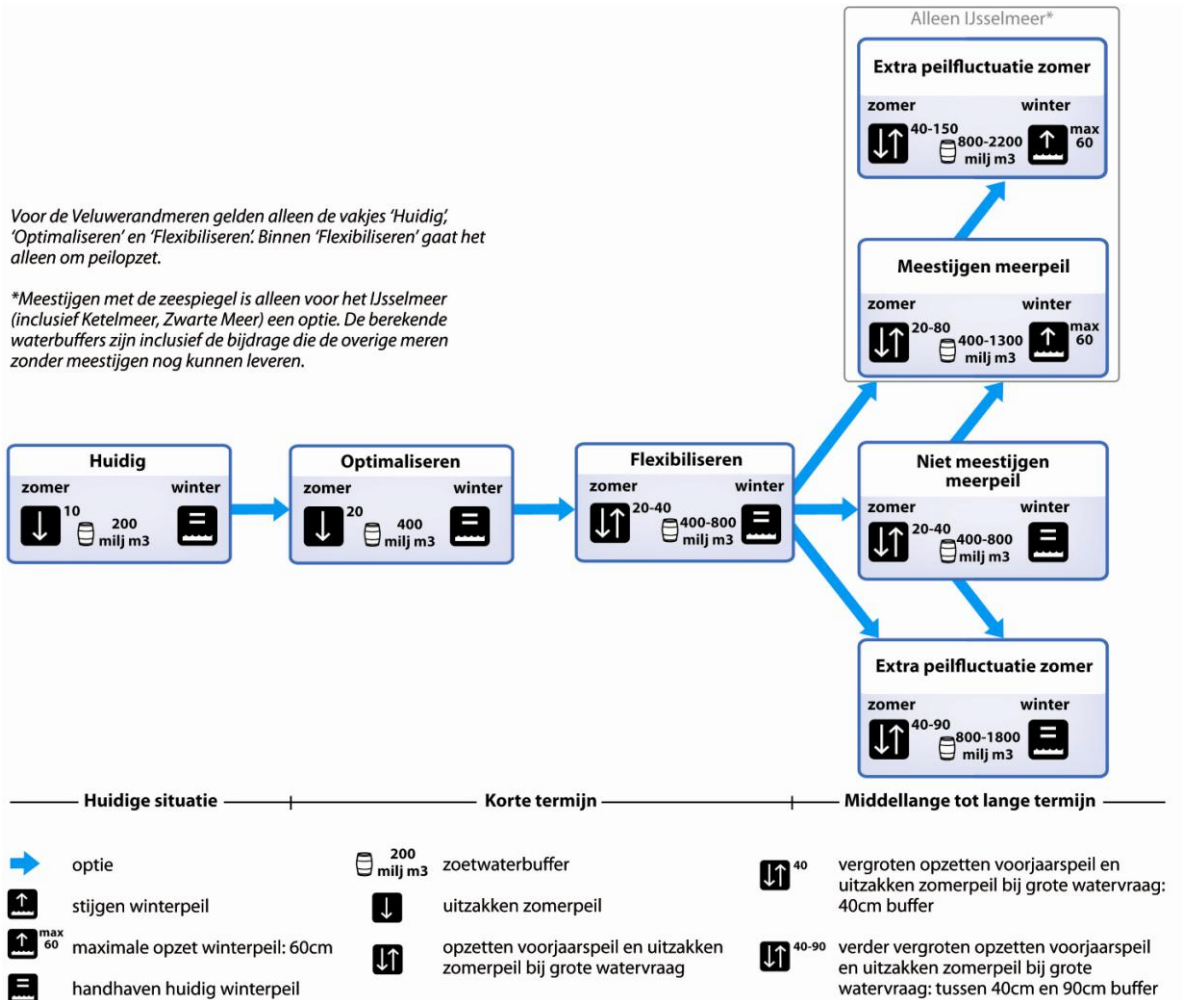 Alleen IJsselmeer*
Extra peilfluctuatie zomer
zomer winter
40-150 800-2200 milj m3 max 60
Voor de Veluwerandmeren gelden alleen de vakjes ‘Huidig’,
‘Optimaliseren’ en ‘Flexibiliseren’. Binnen ‘Flexibiliseren’ gaat het
alleen om peilopzet.
*Meestijgen met de zeespiegel is alleen voor het IJsselmeer
(inclusief Ketelmeer, Zwarte Meer) een optie. De berekende
waterbuffers zijn inclusief de bijdrage die de overige meren
zonder meestijgen nog kunnen leveren.
Meestijgen meerpeil
zomer winter
20-80 400-1300 milj m3 max 60
Huidig
zomer winter
10 200 milj m3
Optimaliseren
zomer winter
20 400 milj m3
Flexibiliseren
zomer winter
20-40 400-800 milj m3
Niet meestijgen
meerpeil
zomer winter
20-40 400-800 milj m3
Extra peilfluctuatie zomer
zomer winter
40-90 800-1800 milj m3
Huidige situatie
Korte termijn
Middellange tot lange termijn
optie
stijgen winterpeil
max 60 maximale opzet winterpeil: 60cm
handhaven huidig winterpeil
200 milj m3 zoetwaterbuffer
uitzakken zomerpeil
opzetten voorjaarspeil en uitzakken
zomerpeil bij grote watervraag
40 vergroten opzetten voorjaarspeil en
uitzakken zomerpeil bij grote watervraag:
40cm buffer
40-90 verder vergroten opzetten voorjaarspeil
en uitzakken zomerpeil bij grote
watervraag: tussen 40cm en 90cm buffer